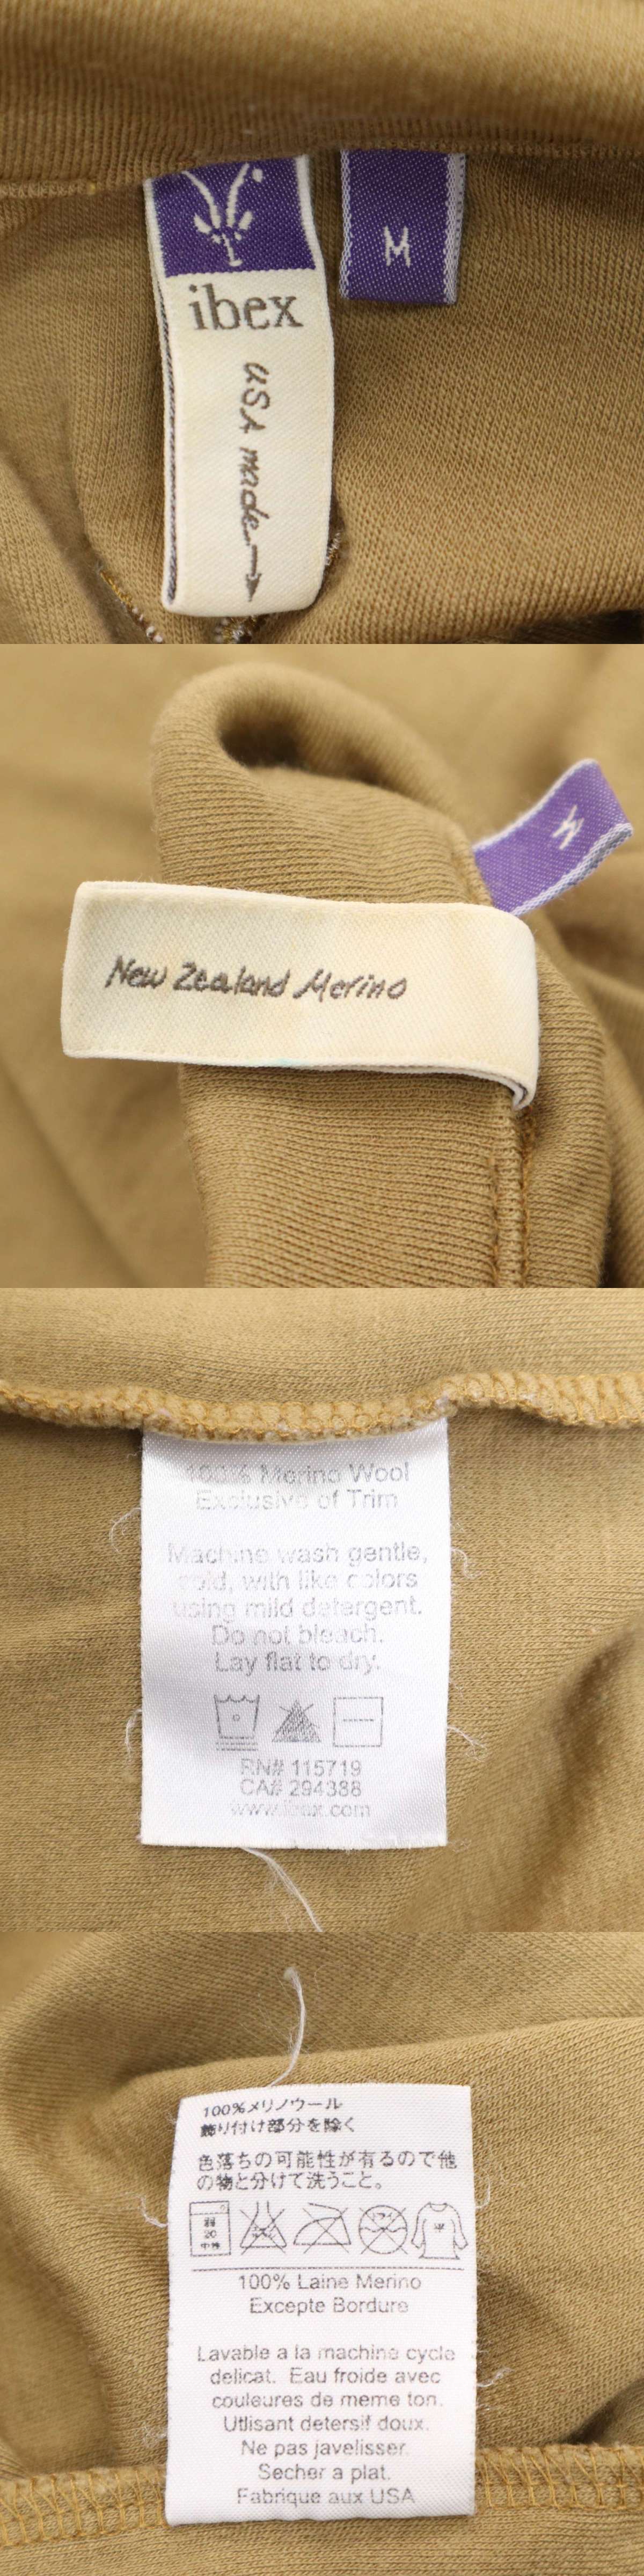 ibex
USA made
M
M
New Zealand Merino
100% Merino Wool
Exclusive of Trim
Machine wash gentle,
cold, with like colors
using mild detergent.
Do not bleach.
Lay flat to dry.
RN# 115719
CA# 294388
www.ibex.com
100%メリノウール
飾り付け部分を除く
色落ちの可能性が有るので他
の物と分けて洗うこと。
弱
20
中性
平
100% Laine Merino
Excepte Bordure
Lavable a la machine cycle
delicat. Eau froide avec
couleures de meme ton.
Utlisant detersif doux.
Ne pas javelisser.
Secher a plat.
Fabrique aux USA